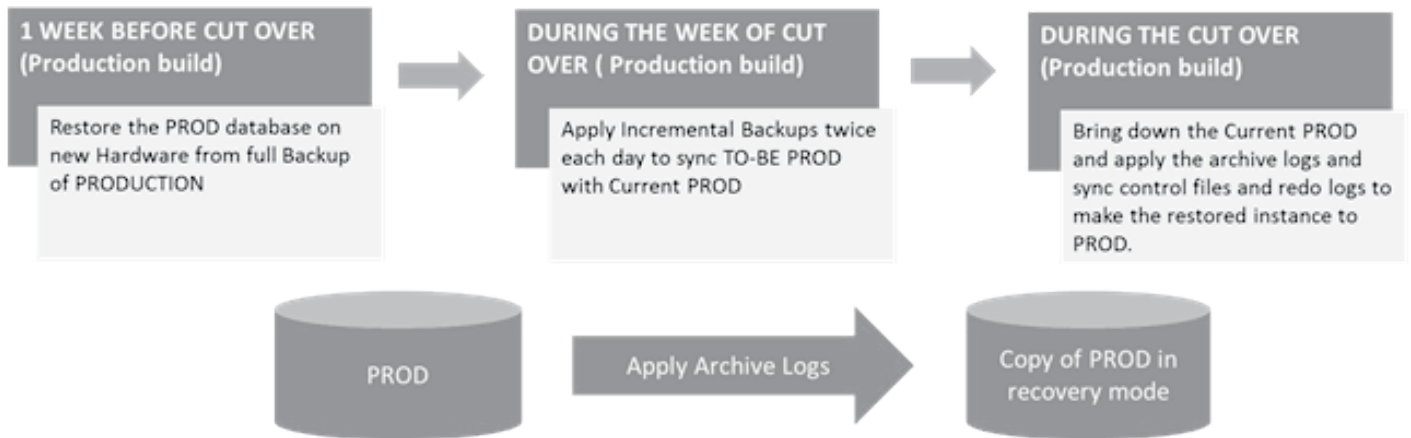 1 WEEK BEFORE CUT OVER
(Production build)
Restore the PROD database on
new Hardware from full Backup
of PRODUCTION
DURING THE WEEK OF CUT
OVER ( Production build)
Apply Incremental Backups twice
each day to sync TO-BE PROD
with Current PROD
DURING THE CUT OVER
(Production build)
Bring down the Current PROD
and apply the archive logs and
sync control files and redo logs to
make the restored instance to
PROD.
PROD
Apply Archive Logs
Copy of PROD in
recovery mode